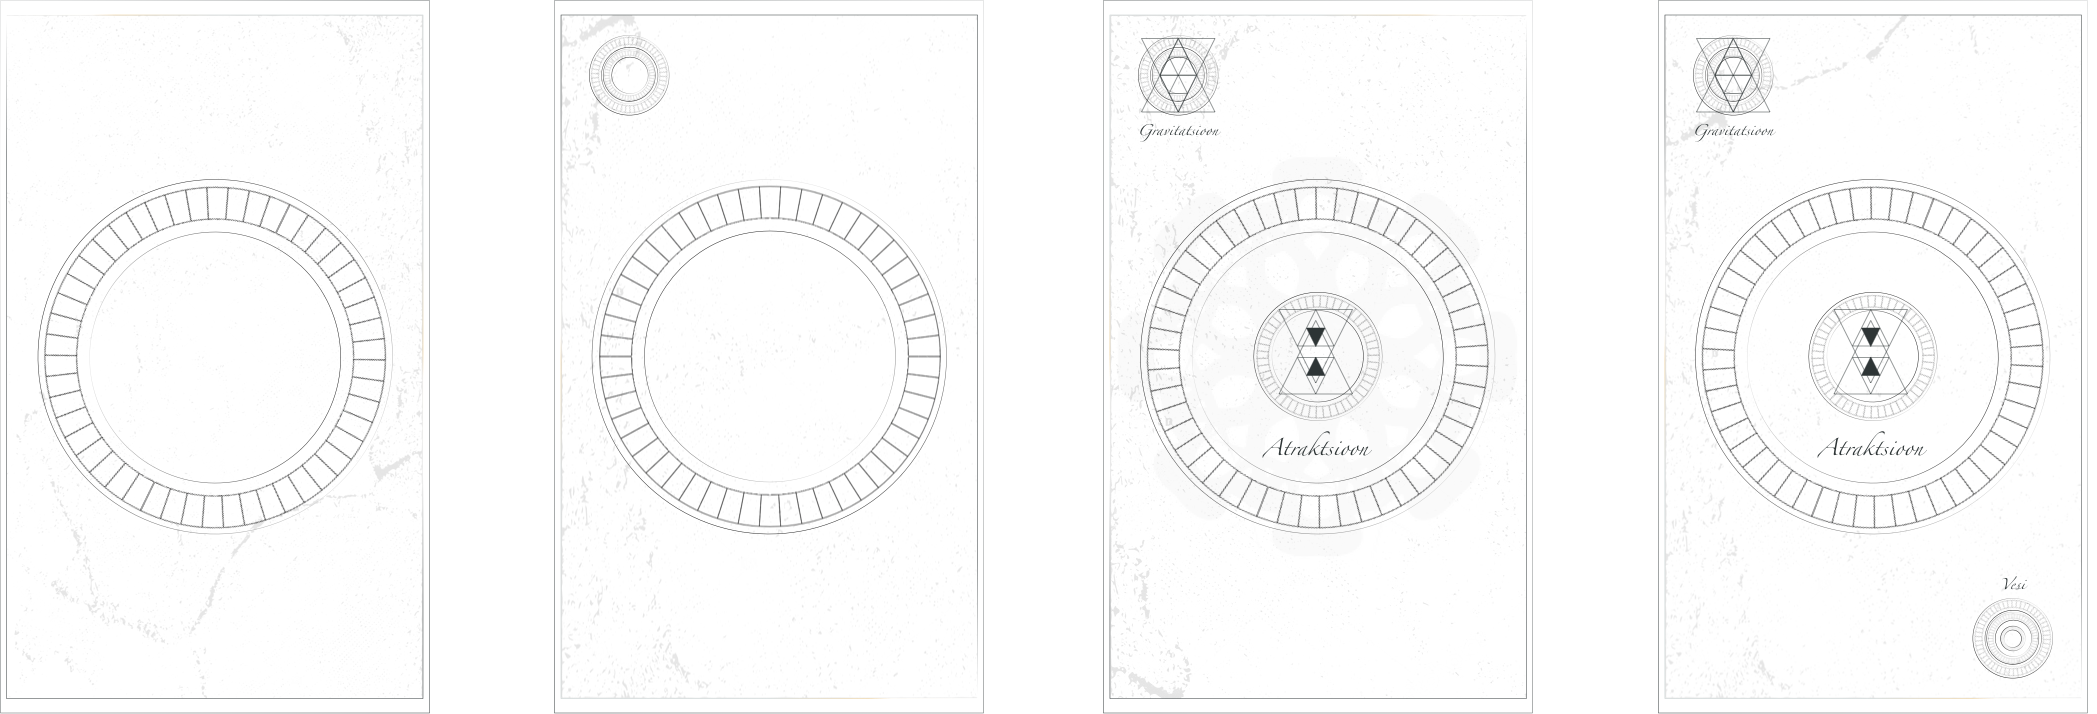 Gravitatsioon
Atraktsioon
Gravitatsioon
Atraktsioon
Vesi